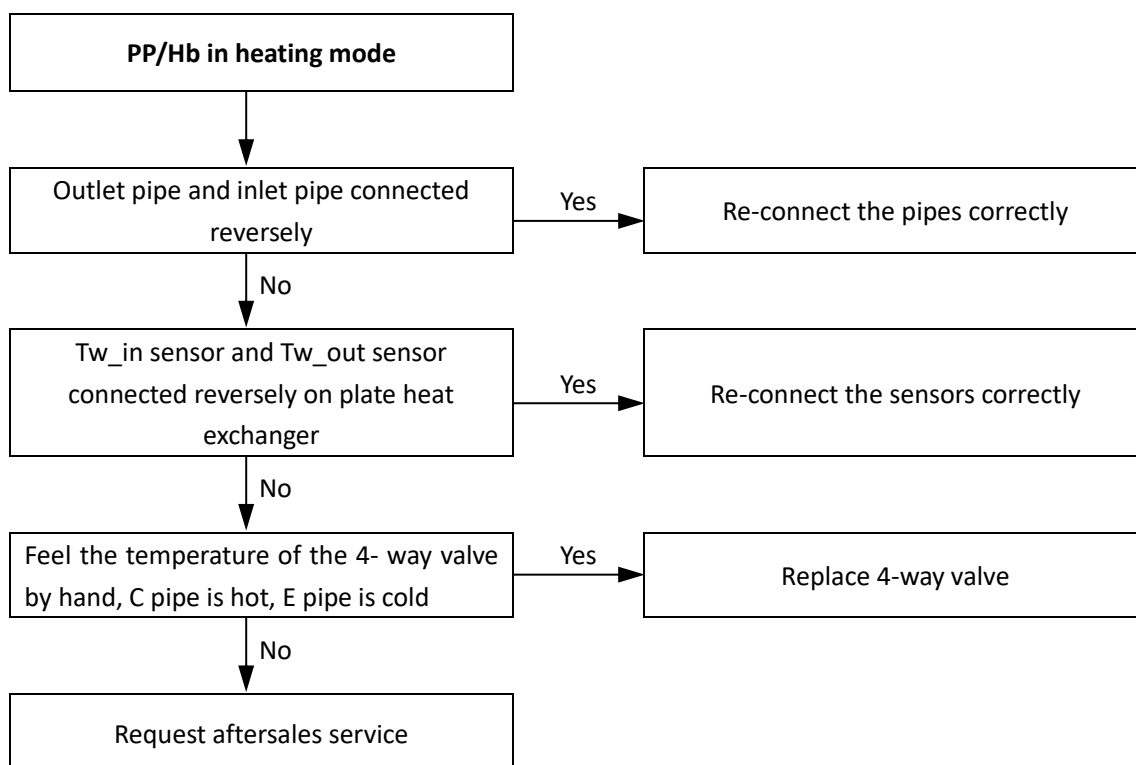 PP/Hb in heating mode
Outlet pipe and inlet pipe connected
reversely
Yes
Re-connect the pipes correctly
No
Tw_in sensor and Tw_out sensor
connected reversely on plate heat
exchanger
Yes
Re-connect the sensors correctly
No
Feel the temperature of the 4- way valve
by hand, C pipe is hot, E pipe is cold
Yes
Replace 4-way valve
No
Request aftersales service